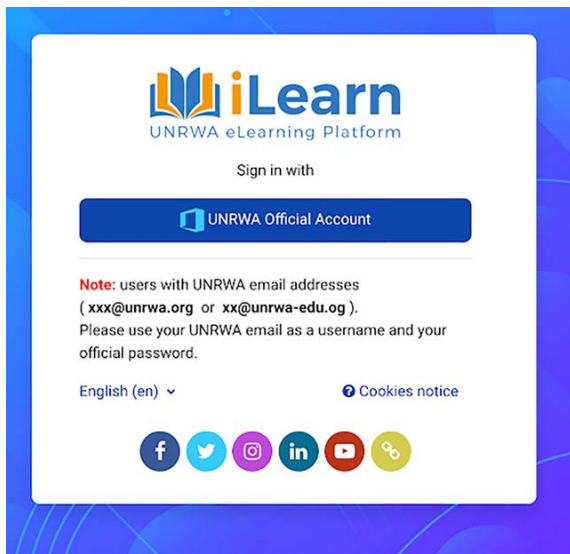 iLearn
UNRWA eLearning Platform
Sign in with
UNRWA Official Account
Note: users with UNRWA email addresses
( xxx@unrwa.org or xx@unrwa-edu.og ).
Please use your UNRWA email as a username and your
official password.
English (en)
Cookies notice